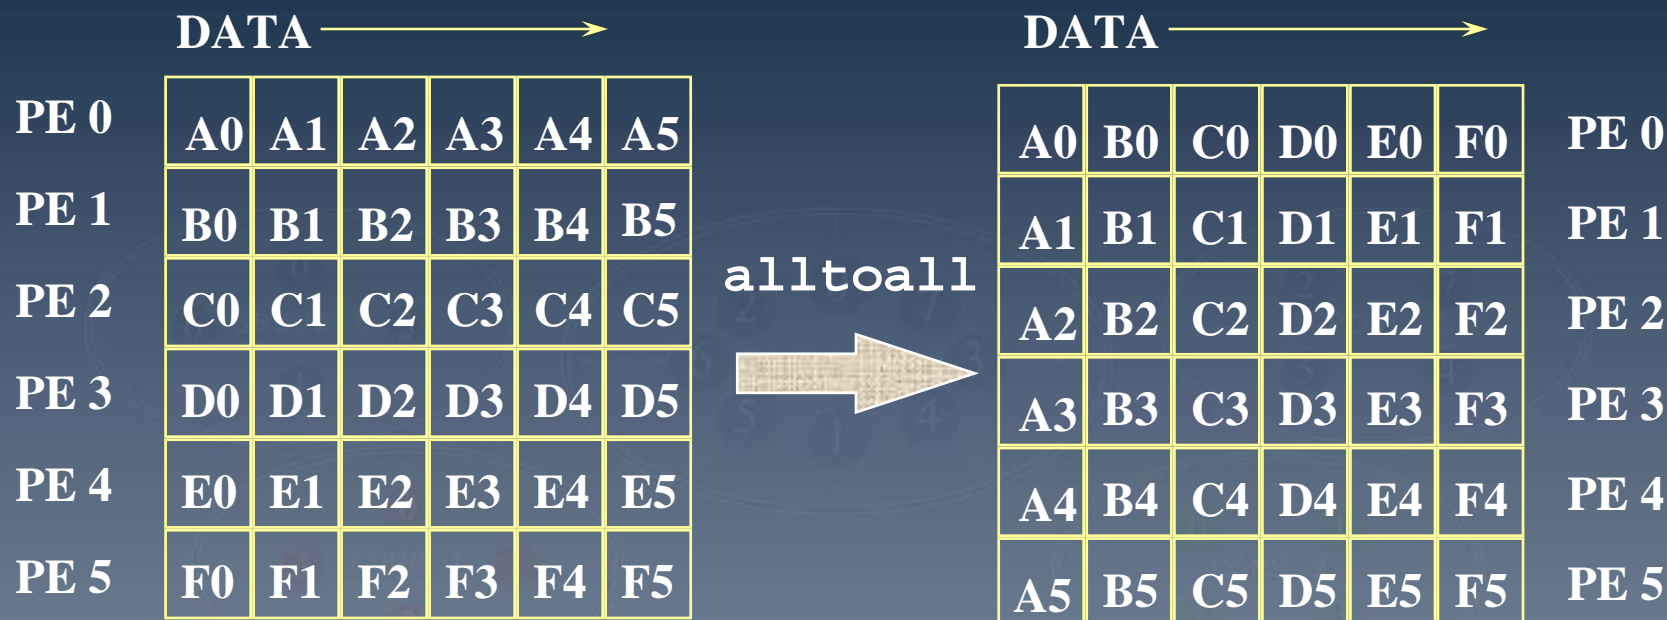 DATA DATA
PE 0 A0 A1 A2 A3 A4 A5 A0 B0 C0 D0 E0 F0 PE 0
PE 1 B0 B1 B2 B3 B4 B5 A1 B1 C1 D1 E1 F1 PE 1
alltoall
PE 2 C0 C1 C2 C3 C4 C5 A2 B2 C2 D2 E2 F2 PE 2
PE 3 D0 D1 D2 D3 D4 D5 A3 B3 C3 D3 E3 F3 PE 3
PE 4 E0 E1 E2 E3 E4 E5 A4 B4 C4 D4 E4 F4 PE 4
PE 5 F0 F1 F2 F3 F4 F5 A5 B5 C5 D5 E5 F5 PE 5